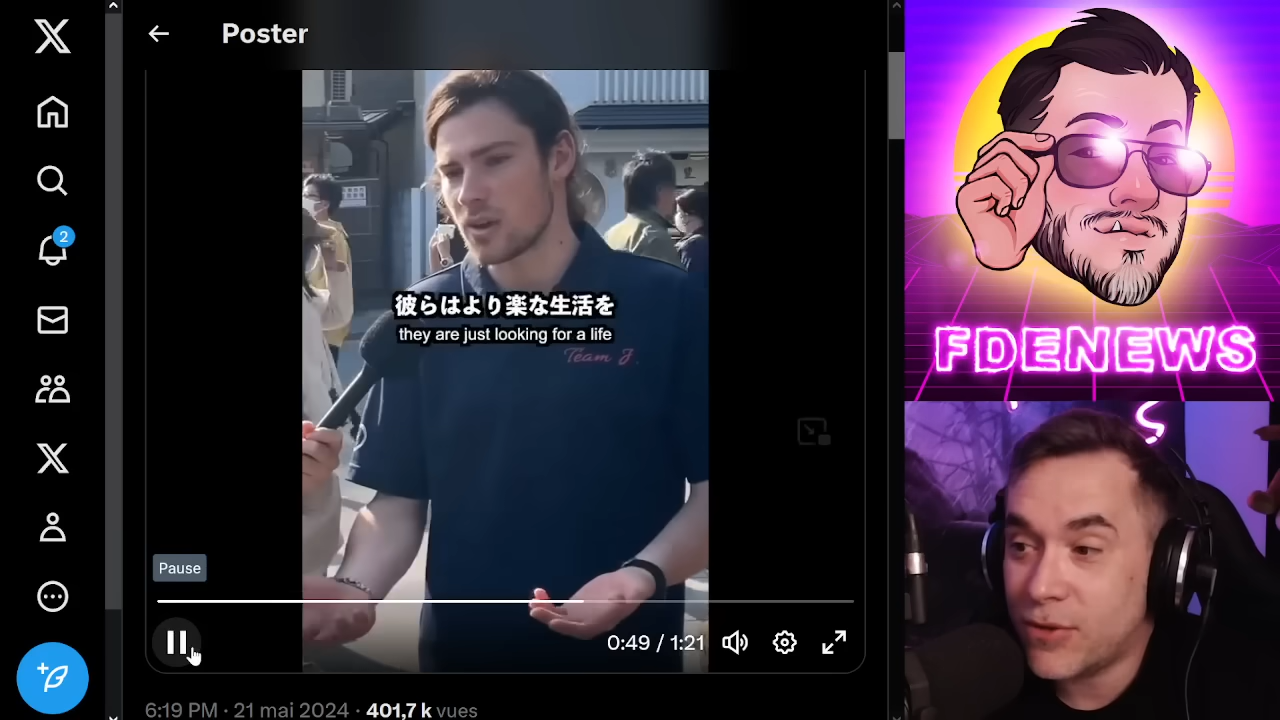 Poster
2
彼らはより楽な生活を
they are just looking for a life
Team J.
Pause
0:49 / 1:21
6:19 PM · 21 mai 2024 · 401,7 k vues
FDENEWS